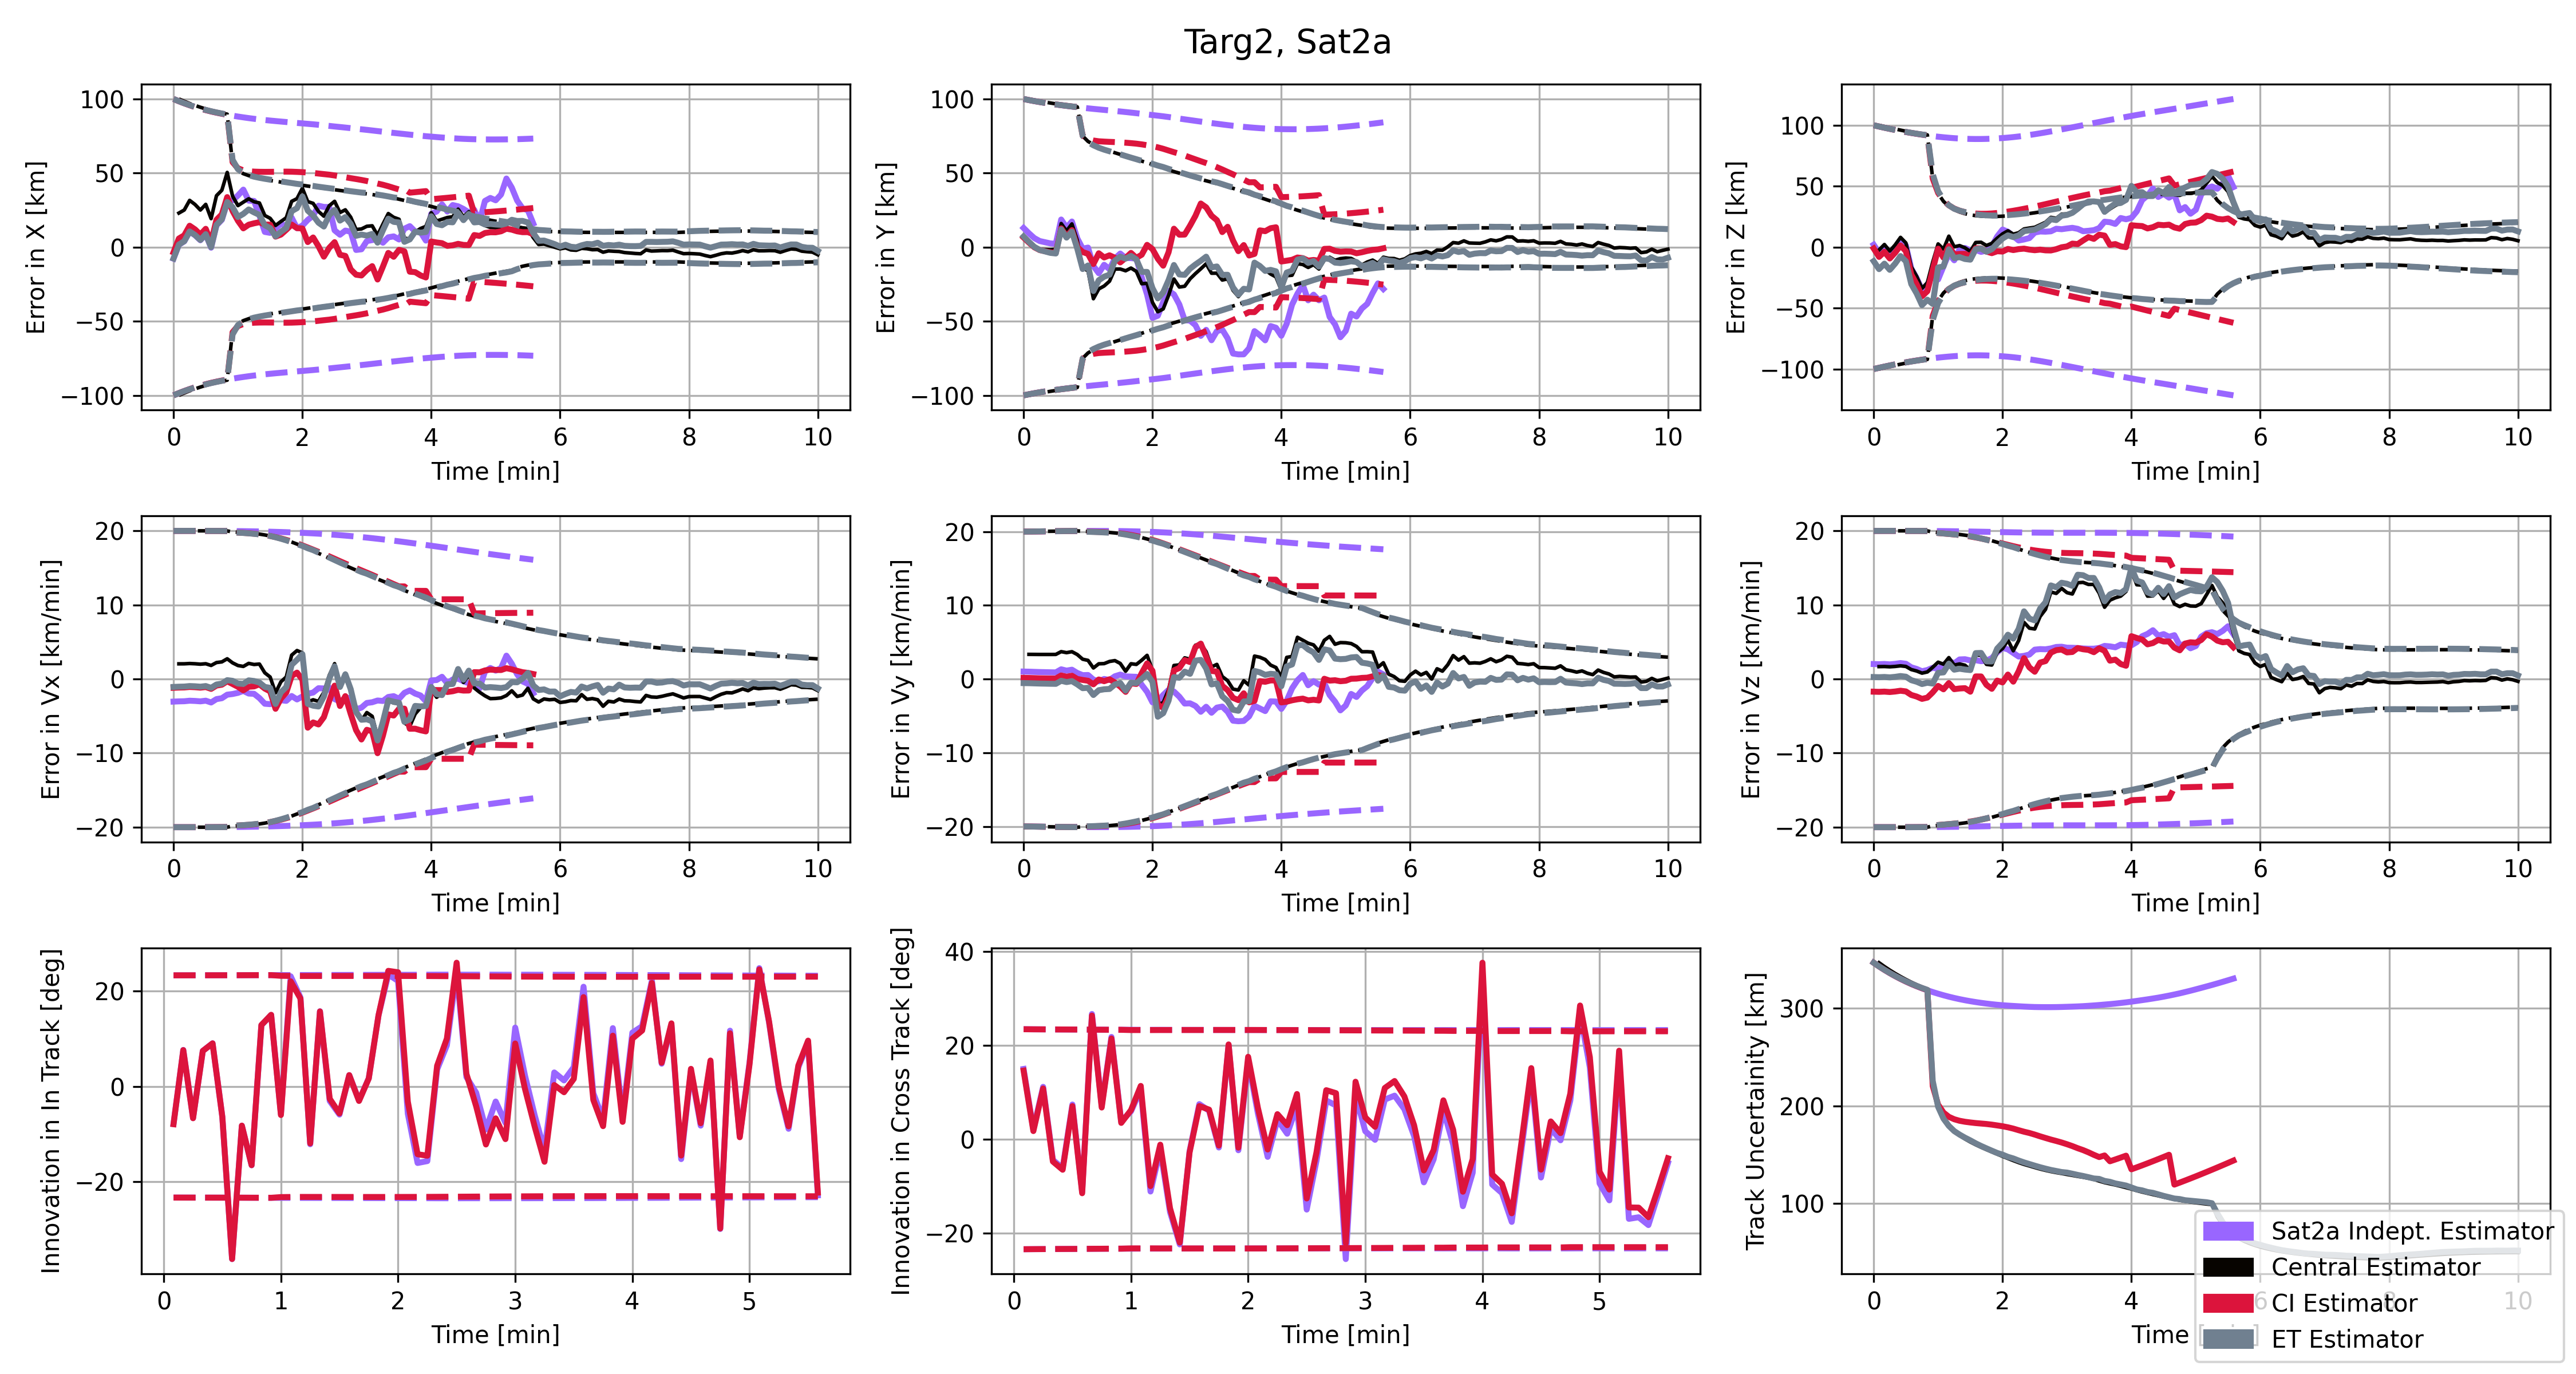 Targ2, Sat2a
Error in X [km]
100
50
0
−50
−100
0 2 4 6 8 10
Time [min]
Error in Y [km]
100
50
0
−50
−100
0 2 4 6 8 10
Time [min]
Error in Z [km]
100
50
0
−50
−100
0 2 4 6 8 10
Time [min]
Error in Vx [km/min]
20
10
0
−10
−20
0 2 4 6 8 10
Time [min]
Error in Vy [km/min]
20
10
0
−10
−20
0 2 4 6 8 10
Time [min]
Error in Vz [km/min]
20
10
0
−10
−20
0 2 4 6 8 10
Time [min]
Innovation in In Track [deg]
20
0
−20
0 1 2 3 4 5
Time [min]
Innovation in Cross Track [deg]
40
20
0
−20
0 1 2 3 4 5
Time [min]
Track Uncertainity [km]
300
200
100
0 2 4 6 8 10
Time [min]
Sat2a Indept. Estimator
Central Estimator
CI Estimator
ET Estimator